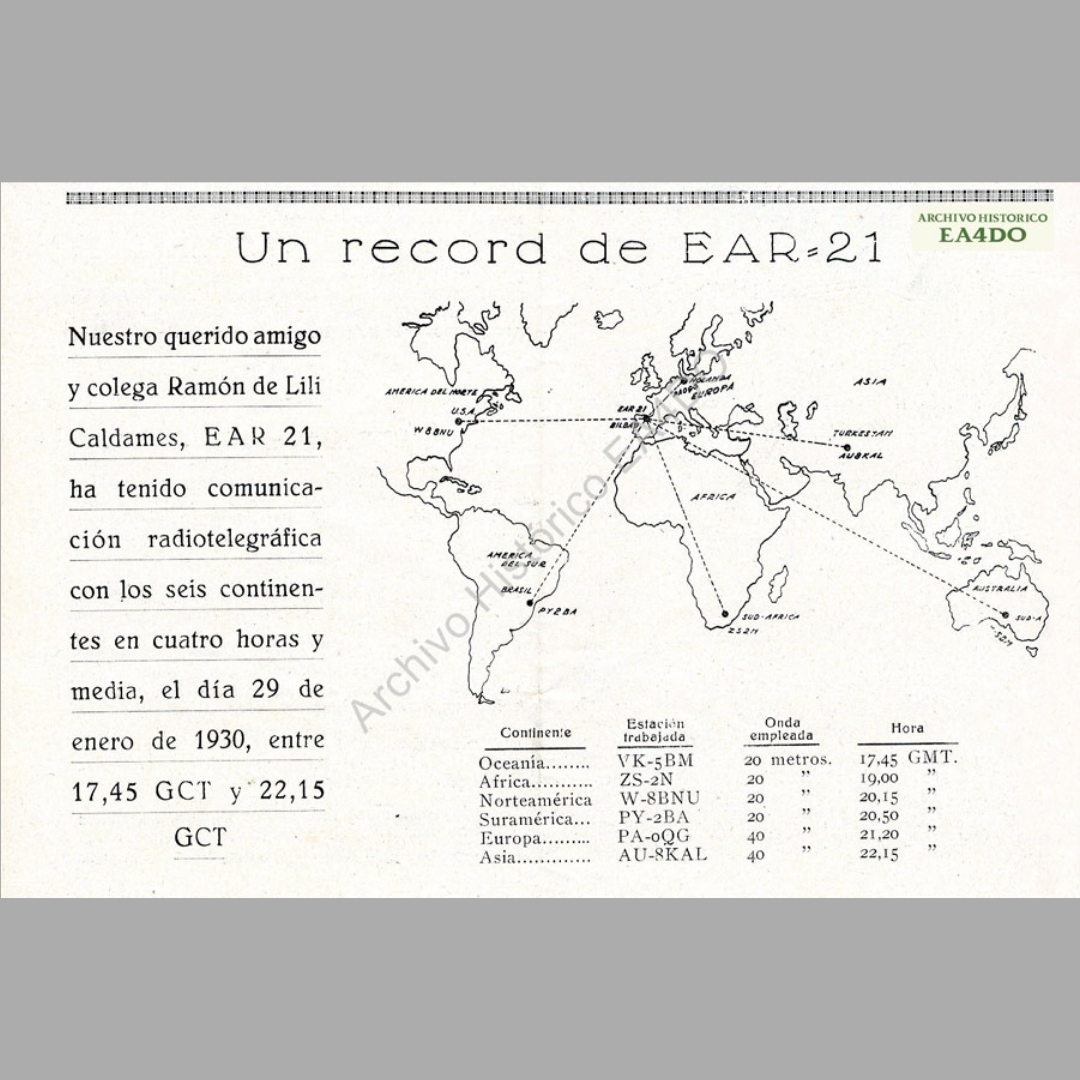 ARCHIVO HISTORICO
EA4DO
Un record de EAR=21
Nuestro querido amigo
y colega Ramón de Lili
Caldames, EAR 21,
ha tenido comunica-
ción radiotelegráfica
con los seis continen-
tes en cuatro horas y
media, el día 29 de
enero de 1930, entre
17,45 GCT y 22,15
GCT
AMERICA DEL NORTE
U.S.A.
W8BNU
EAR 21
BILBAO
HOLANDA
EUROPA
ASIA
TURKESTAN
AU8KAL
AFRICA
AMERICA
DEL SUR
BRASIL
PY2BA
SUD-AFRICA
ZS2N
AUSTRALIA
SUD-A
Archivo Histórico EA4DO
Continente Estación trabajada Onda empleada Hora
Oceanía........ VK-5BM 20 metros. 17,45 GMT.
Africa........... ZS-2N 20 " 19,00 "
Norteamérica W-8BNU 20 " 20,15 "
Suramérica... PY-2BA 20 " 20,50 "
Europa......... PA-0QG 40 " 21,20 "
Asia............. AU-8KAL 40 " 22,15 "